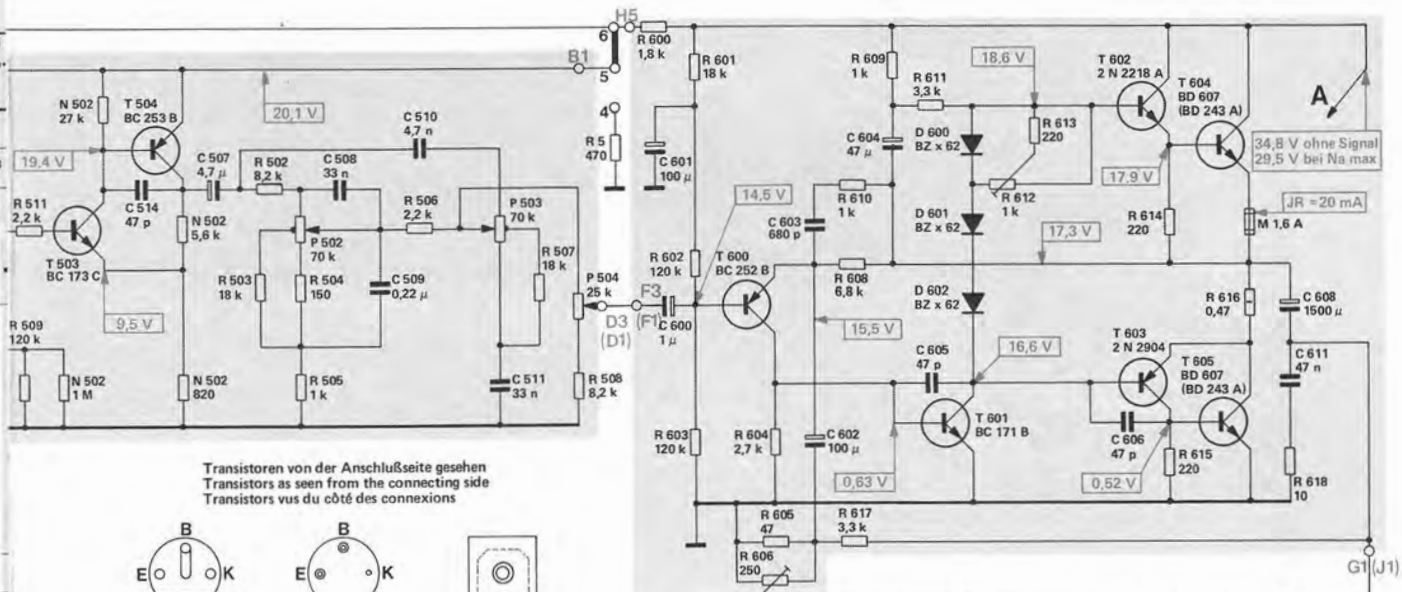 H5
6
R 600
1,8 k
B1
5
R 601
18 k
R 609
1 k
18,6 V
T 602
2 N 2218 A
N 502
27 k
T 504
BC 253 B
20,1 V
4
R 611
3,3 k
T 604
BD 607
(BD 243 A)
A
C 510
4,7 n
R 5
470
R 613
220
D 600
BZ x 62
19,4 V
C 507
4,7 µ
R 502
8,2 k
C 508
33 n
C 601
100 µ
C 604
47 µ
34,8 V ohne Signal
29,5 V bei Na max
17,9 V
C 514
47 p
14,5 V
R 610
1 k
R 612
1 k
JR ≈20 mA
R 511
2,2 k
N 502
5,6 k
R 506
2,2 k
P 503
70 k
C 603
680 p
D 601
BZ x 62
R 614
220
M 1,6 A
P 502
70 k
17,3 V
T 503
BC 173 C
R 507
18 k
R 602
120 k
T 600
BC 252 B
R 608
6,8 k
R 503
18 k
R 504
150
C 509
0,22 µ
P 504
25 k
F3
(F1)
D3
(D1)
C 600
1 µ
D 602
BZ x 62
R 616
0,47
C 608
1500 µ
9,5 V
15,5 V
R 509
120 k
T 603
2 N 2904
C 605
47 p
16,6 V
T 605
BD 607
(BD 243 A)
C 611
47 n
N 502
1 M
N 502
820
R 505
1 k
C 511
33 n
R 508
8,2 k
T 601
BC 171 B
R 603
120 k
R 604
2,7 k
C 602
100 µ
C 606
47 p
0,63 V
0,52 V
R 615
220
R 618
10
Transistoren von der Anschlußseite gesehen
Transistors as seen from the connecting side
Transistors vus du côté des connexions
R 605
47
R 617
3,3 k
R 606
250
B
E
K
B
E
K
G1 (J1)